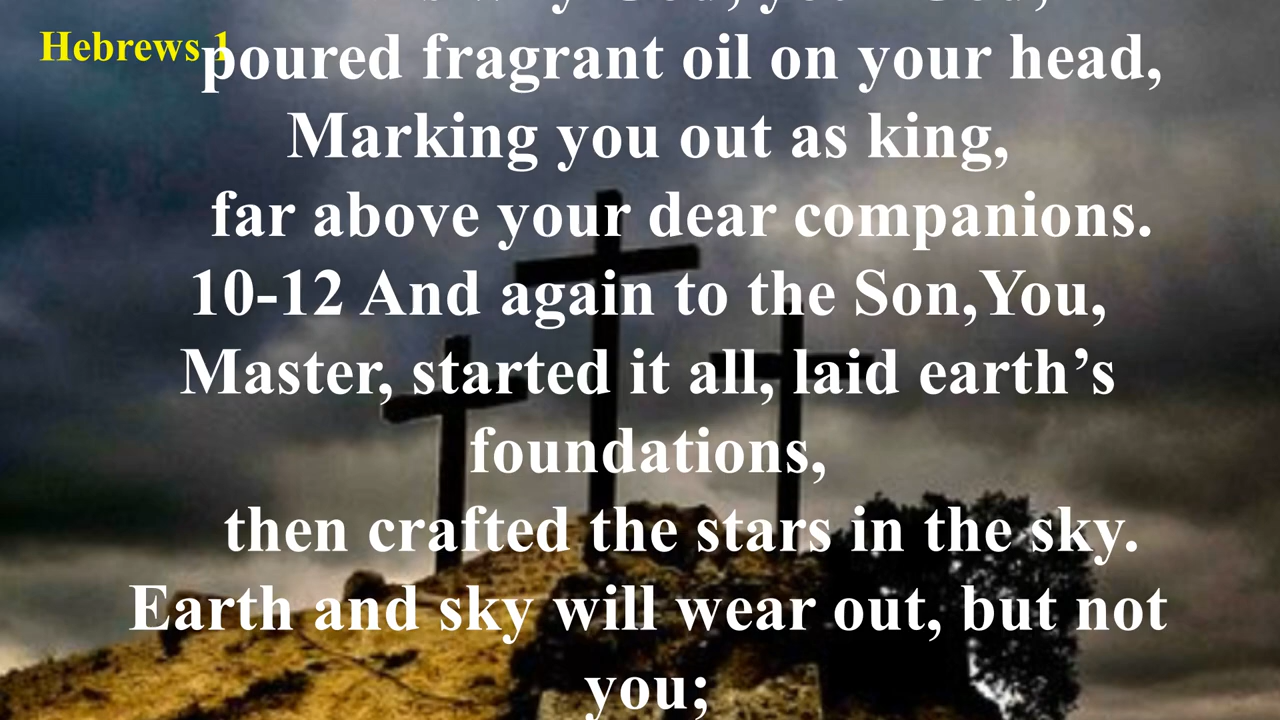 Hebrews 1
poured fragrant oil on your head,
Marking you out as king,
far above your dear companions.
10-12 And again to the Son,You,
Master, started it all, laid earth’s
foundations,
then crafted the stars in the sky.
Earth and sky will wear out, but not
you;